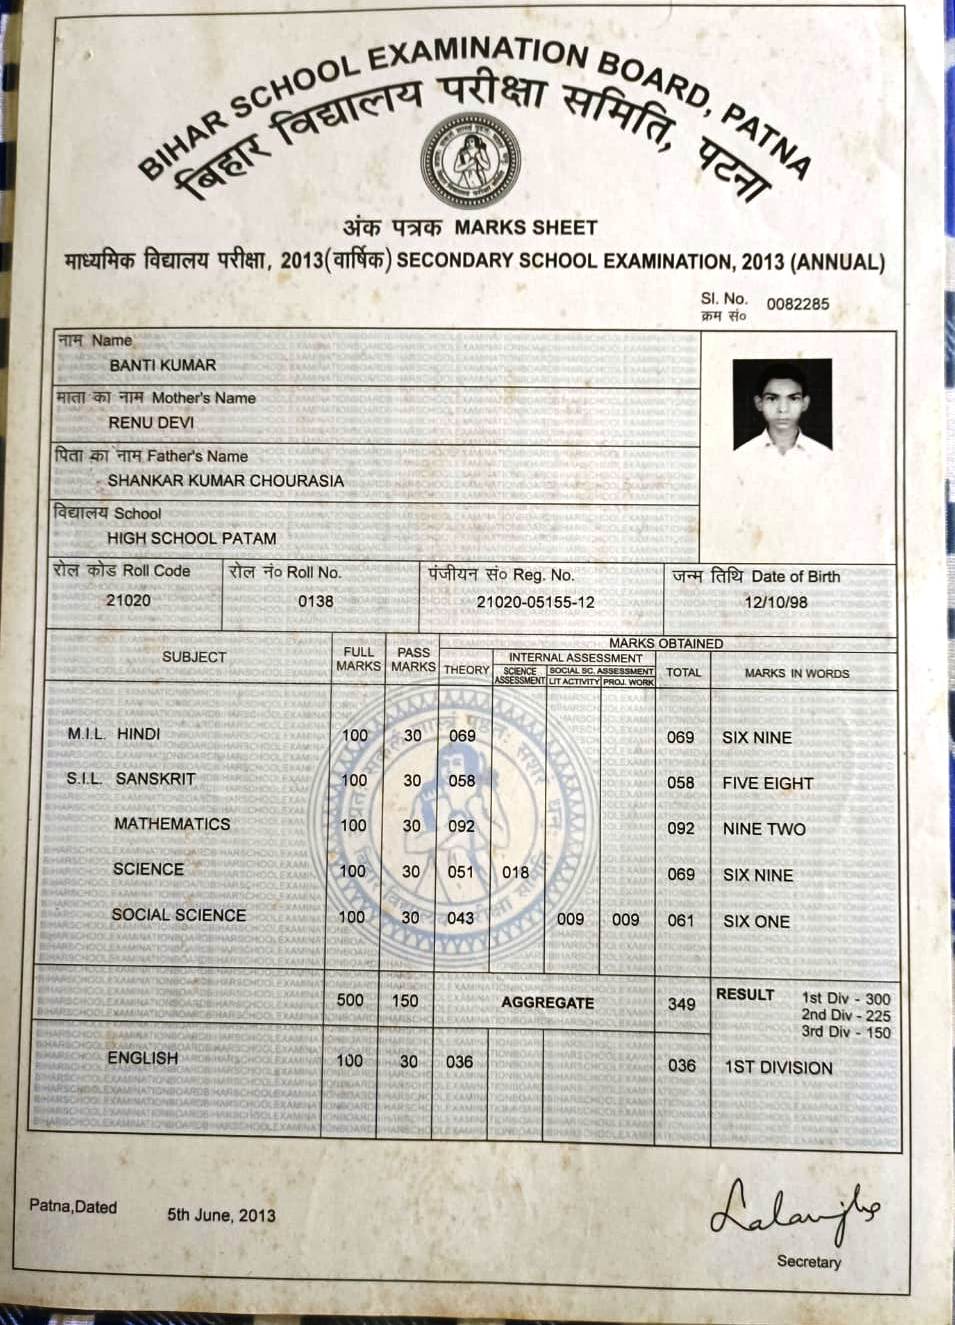 BIHAR SCHOOL EXAMINATION BOARD, PATNA
बिहार विद्यालय परीक्षा समिति, पटना
अंक पत्रक MARKS SHEET
माध्यमिक विद्यालय परीक्षा, 2013(वार्षिक) SECONDARY SCHOOL EXAMINATION, 2013 (ANNUAL)
Sl. No. 0082285
क्रम सं०
नाम Name
BANTI KUMAR
माता का नाम Mother's Name
RENU DEVI
पिता का नाम Father's Name
SHANKAR KUMAR CHOURASIA
विद्यालय School
HIGH SCHOOL PATAM
रोल कोड Roll Code रोल नं० Roll No. पंजीयन सं० Reg. No. जन्म तिथि Date of Birth
21020 0138 21020-05155-12 12/10/98
SUBJECT FULL MARKS PASS MARKS MARKS OBTAINED
THEORY INTERNAL ASSESSMENT TOTAL MARKS IN WORDS
SCIENCE ASSESSMENT SOCIAL SC. ASSESSMENT
LIT ACTIVITY PROJ. WORK
M.I.L. HINDI 100 30 069 069 SIX NINE
S.I.L. SANSKRIT 100 30 058 058 FIVE EIGHT
MATHEMATICS 100 30 092 092 NINE TWO
SCIENCE 100 30 051 018 069 SIX NINE
SOCIAL SCIENCE 100 30 043 009 009 061 SIX ONE
500 150 AGGREGATE 349 RESULT 1st Div - 300
2nd Div - 225
3rd Div - 150
ENGLISH 100 30 036 036 1ST DIVISION
Patna,Dated 5th June, 2013
Secretary